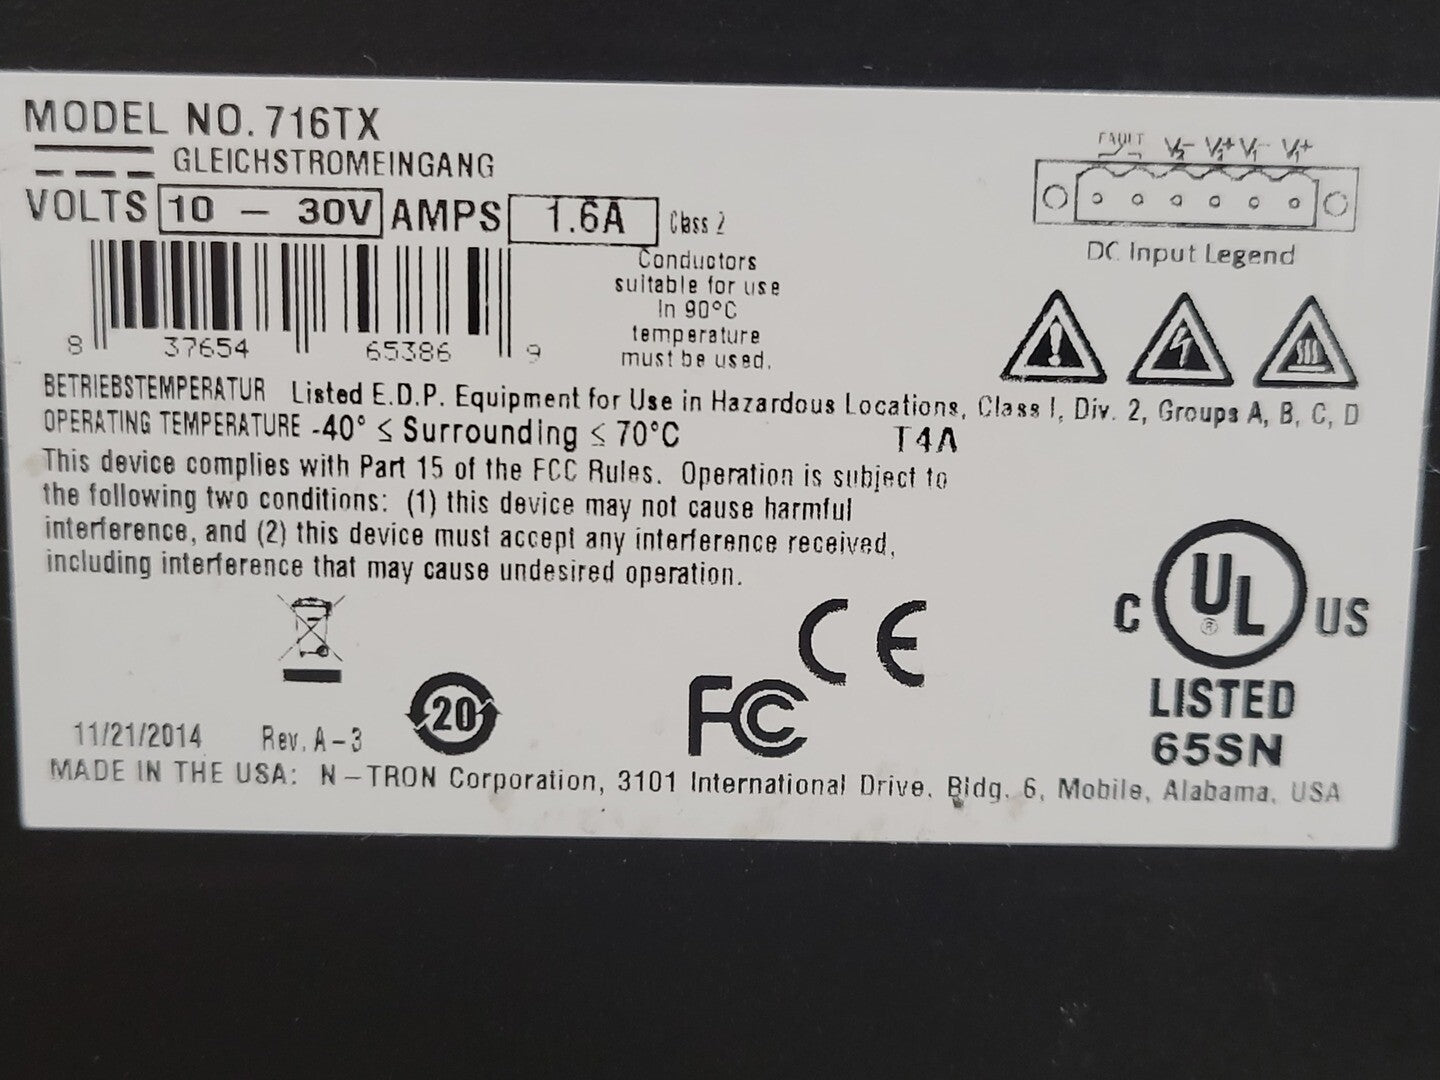 MODEL NO. 716TX
GLEICHSTROMEINGANG
VOLTS 10 – 30V AMPS 1.6A Class 2
Conductors
suitable for use
In 90°C
temperature
must be used.
8 37654 65386 9
FAULT V2- V2+ V1- V1+
DC Input Legend
BETRIEBSTEMPERATUR Listed E.D.P. Equipment for Use in Hazardous Locations, Class I, Div. 2, Groups A, B, C, D
OPERATING TEMPERATURE -40° ≤ Surrounding ≤ 70°C T4A
This device complies with Part 15 of the FCC Rules. Operation is subject to
the following two conditions: (1) this device may not cause harmful
interference, and (2) this device must accept any interference received,
including interference that may cause undesired operation.
CE
C UL ® US
LISTED
65SN
20
FC
11/21/2014 Rev. A–3
MADE IN THE USA: N–TRON Corporation, 3101 International Drive. Bldg. 6, Mobile, Alabama, USA